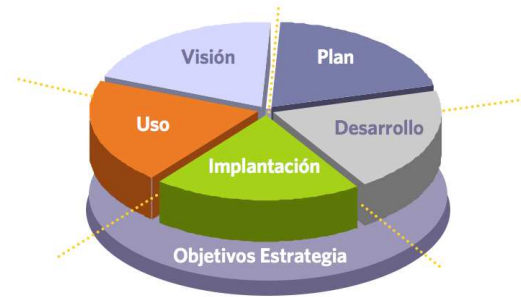 Visión
Plan
Uso
Desarrollo
Implantación
Objetivos Estrategia